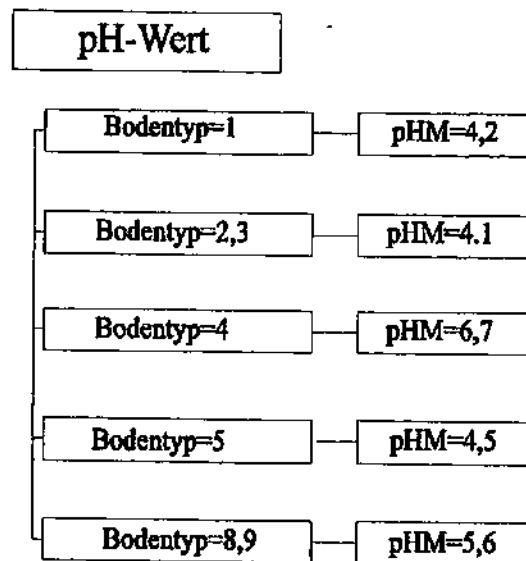 pH-Wert
Bodentyp=1 pHM=4,2
Bodentyp=2,3 pHM=4.1
Bodentyp=4 pHM=6,7
Bodentyp=5 pHM=4,5
Bodentyp=8,9 pHM=5,6